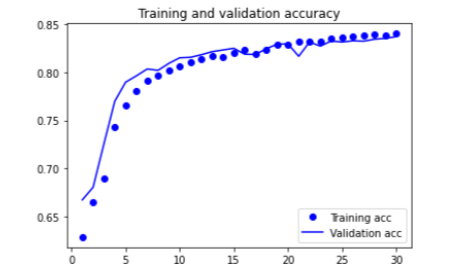 Training and validation accuracy
0.85
0.80
0.75
0.70
0.65
Training acc
Validation acc
0 5 10 15 20 25 30